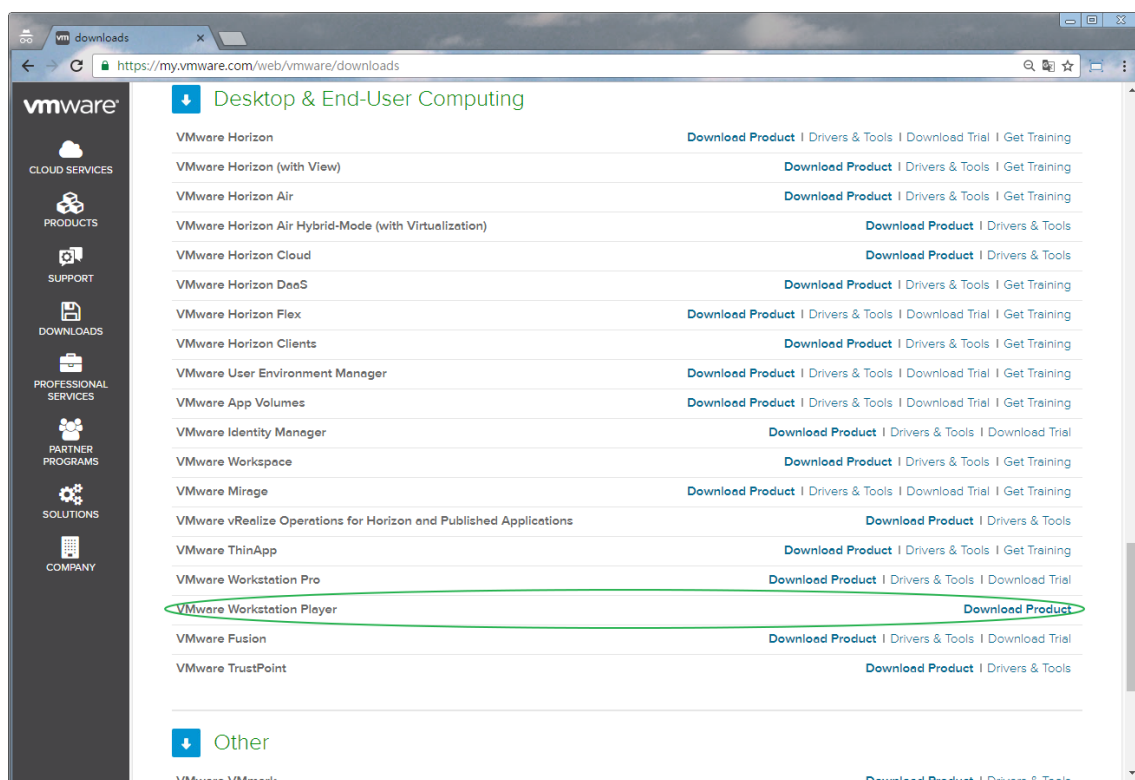 downloads
https://my.vmware.com/web/vmware/downloads
vmware
CLOUD SERVICES
PRODUCTS
SUPPORT
DOWNLOADS
PROFESSIONAL
SERVICES
PARTNER
PROGRAMS
SOLUTIONS
COMPANY
Desktop & End-User Computing
VMware Horizon Download Product | Drivers & Tools | Download Trial | Get Training
VMware Horizon (with View) Download Product | Drivers & Tools | Get Training
VMware Horizon Air Download Product | Drivers & Tools | Get Training
VMware Horizon Air Hybrid-Mode (with Virtualization) Download Product | Drivers & Tools
VMware Horizon Cloud Download Product | Drivers & Tools
VMware Horizon DaaS Download Product | Drivers & Tools | Get Training
VMware Horizon Flex Download Product | Drivers & Tools | Download Trial | Get Training
VMware Horizon Clients Download Product | Drivers & Tools | Get Training
VMware User Environment Manager Download Product | Drivers & Tools | Download Trial | Get Training
VMware App Volumes Download Product | Drivers & Tools | Download Trial | Get Training
VMware Identity Manager Download Product | Drivers & Tools | Download Trial
VMware Workspace Download Product | Drivers & Tools | Get Training
VMware Mirage Download Product | Drivers & Tools | Download Trial | Get Training
VMware vRealize Operations for Horizon and Published Applications Download Product | Drivers & Tools
VMware ThinApp Download Product | Drivers & Tools | Get Training
VMware Workstation Pro Download Product | Drivers & Tools | Download Trial
VMware Workstation Player Download Product
VMware Fusion Download Product | Drivers & Tools | Download Trial
VMware TrustPoint Download Product | Drivers & Tools
Other
VMware VMmark Download Product | Drivers & Tools